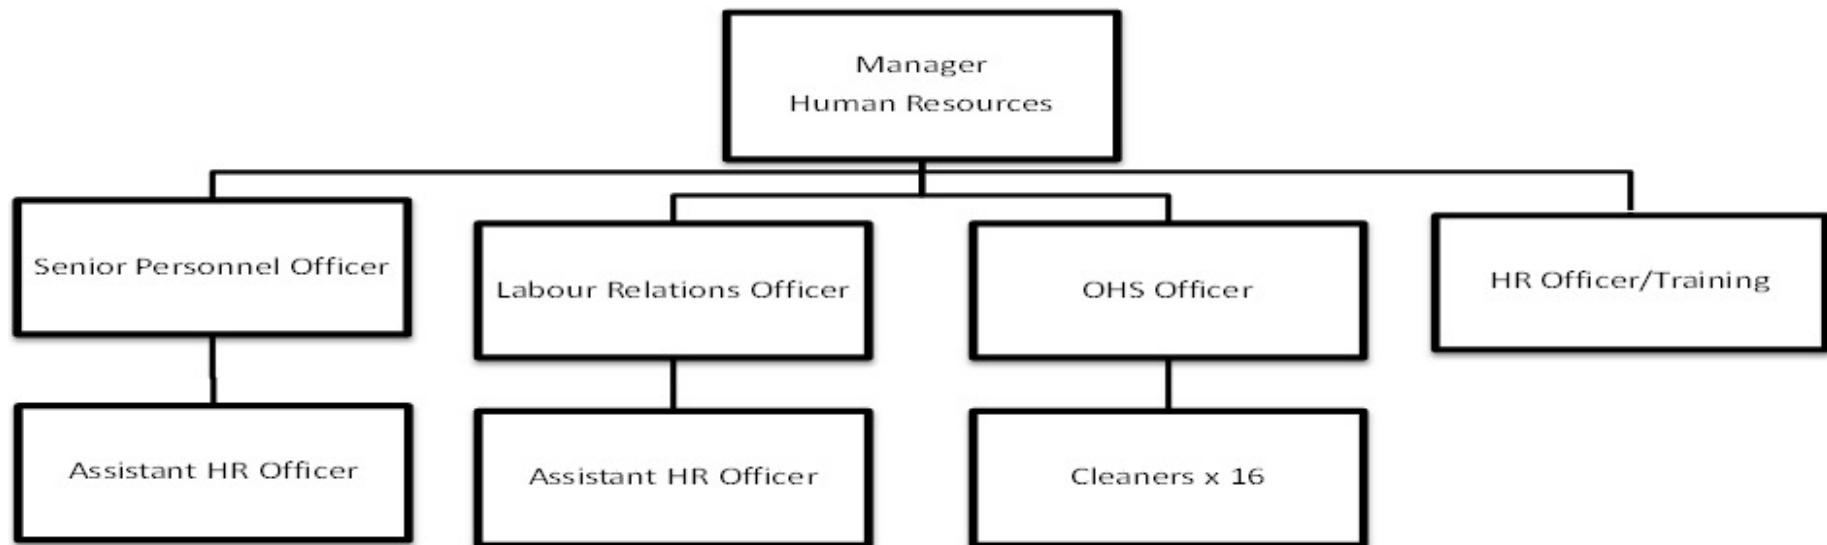 Manager
Human Resources
Senior Personnel Officer
Labour Relations Officer
OHS Officer
HR Officer/Training
Assistant HR Officer
Assistant HR Officer
Cleaners x 16